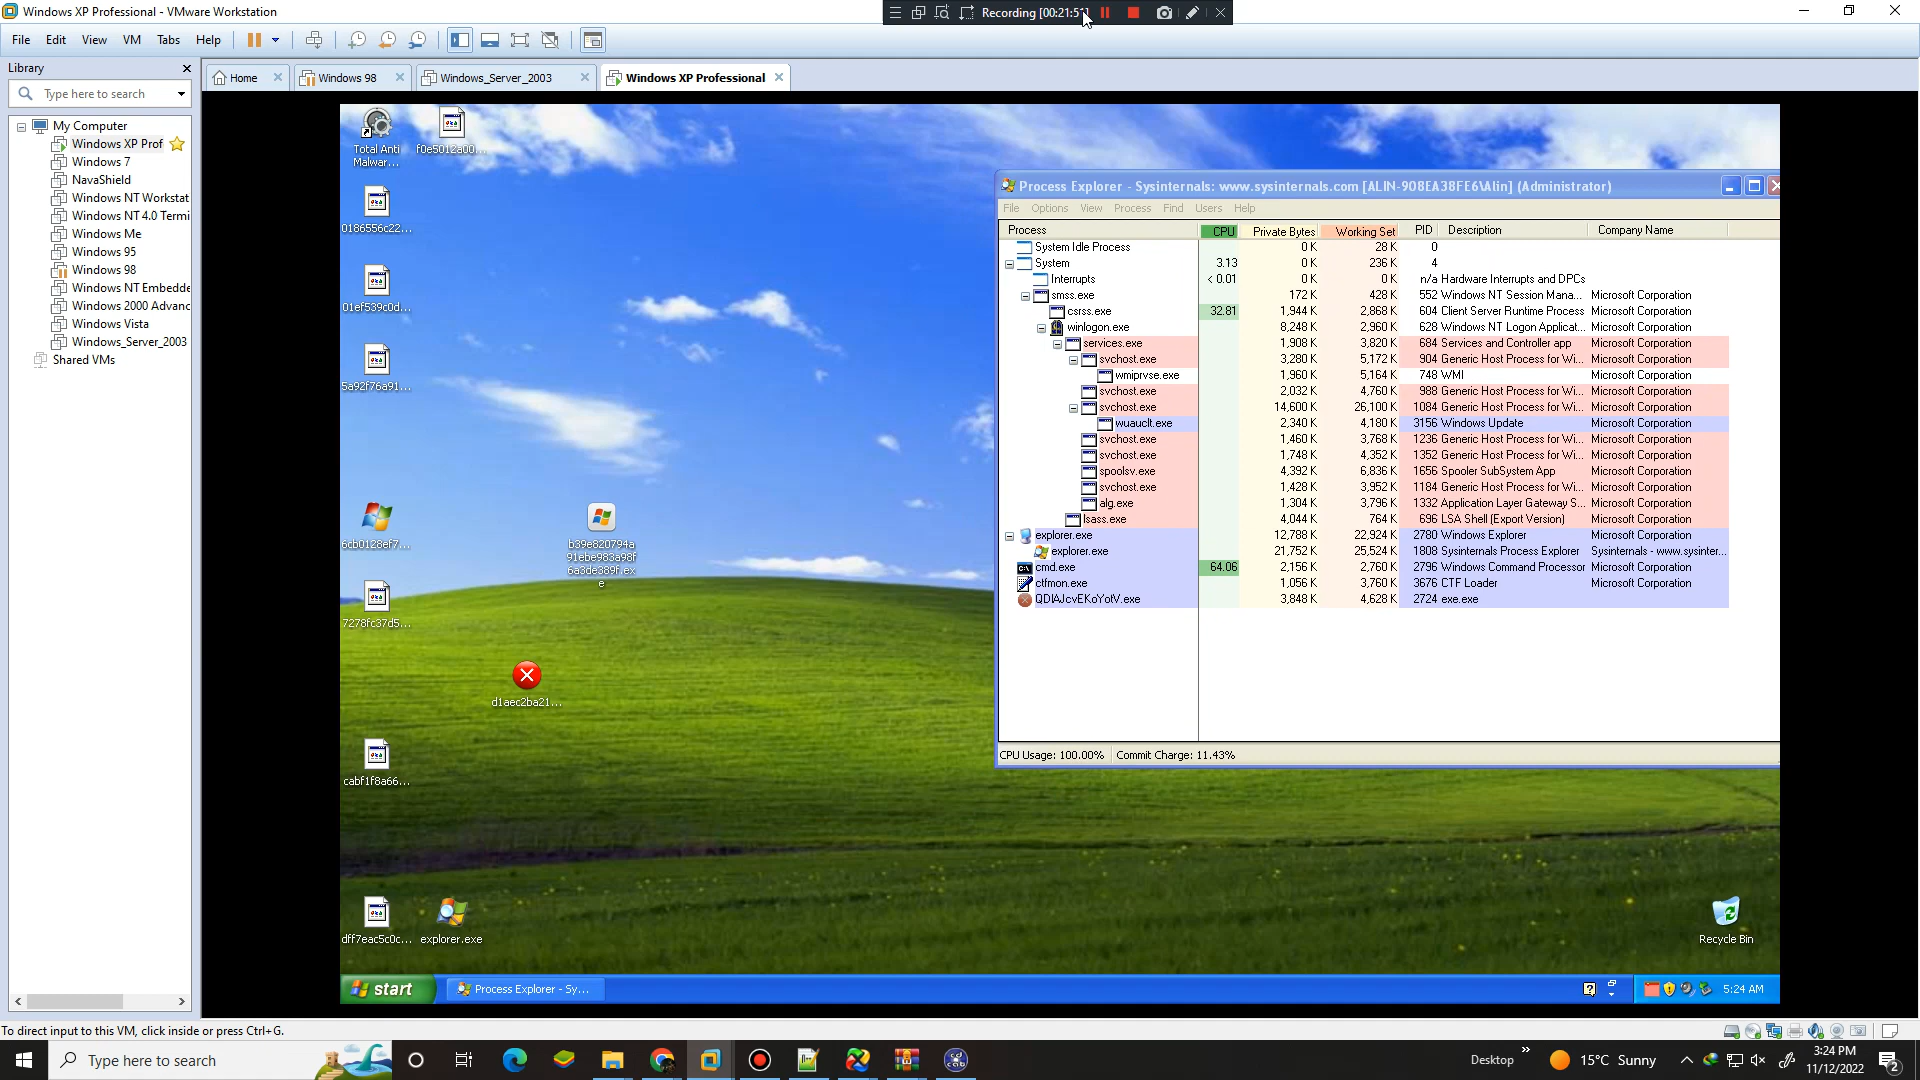 Windows XP Professional - VMware Workstation
Recording [00:21:51]
File Edit View VM Tabs Help
Library
Home
Windows 98
Windows_Server_2003
Windows XP Professional
Type here to search
My Computer
Windows XP Prof
Windows 7
NavaShield
Windows NT Workstat
Windows NT 4.0 Termi
Windows Me
Windows 95
Windows 98
Windows NT Embedde
Windows 2000 Advanc
Windows Vista
Windows_Server_2003
Shared VMs
Total Anti
Malwar...
f0e5012a00...
0186556c22...
01ef539c0d...
5a92f76a91...
6cb0128ef7...
b39e820794a
91ebe983a98f
6a3de389f.ex
e
7278fc37d5...
d1aec2ba21...
cabf1f8a66...
dff7eac5c0c...
explorer.exe
Recycle Bin
Process Explorer - Sysinternals: www.sysinternals.com [ALIN-908EA38FE6\Alin] (Administrator)
File Options View Process Find Users Help
Process CPU Private Bytes Working Set PID Description Company Name
System Idle Process 0 K 28 K 0
System 3.13 0 K 236 K 4
Interrupts < 0.01 0 K 0 K n/a Hardware Interrupts and DPCs
smss.exe 172 K 428 K 552 Windows NT Session Mana... Microsoft Corporation
csrss.exe 32.81 1,944 K 2,868 K 604 Client Server Runtime Process Microsoft Corporation
winlogon.exe 8,248 K 2,960 K 628 Windows NT Logon Applicat... Microsoft Corporation
services.exe 1,908 K 3,820 K 684 Services and Controller app Microsoft Corporation
svchost.exe 3,280 K 5,172 K 904 Generic Host Process for Wi... Microsoft Corporation
wmiprvse.exe 1,960 K 5,164 K 748 WMI Microsoft Corporation
svchost.exe 2,032 K 4,760 K 988 Generic Host Process for Wi... Microsoft Corporation
svchost.exe 14,600 K 26,100 K 1084 Generic Host Process for Wi... Microsoft Corporation
wuauclt.exe 2,340 K 4,180 K 3156 Windows Update Microsoft Corporation
svchost.exe 1,460 K 3,768 K 1236 Generic Host Process for Wi... Microsoft Corporation
svchost.exe 1,748 K 4,352 K 1352 Generic Host Process for Wi... Microsoft Corporation
spoolsv.exe 4,392 K 6,836 K 1656 Spooler SubSystem App Microsoft Corporation
svchost.exe 1,428 K 3,952 K 1184 Generic Host Process for Wi... Microsoft Corporation
alg.exe 1,304 K 3,796 K 1332 Application Layer Gateway S... Microsoft Corporation
lsass.exe 4,044 K 764 K 696 LSA Shell (Export Version) Microsoft Corporation
explorer.exe 12,788 K 22,924 K 2780 Windows Explorer Microsoft Corporation
explorer.exe 21,752 K 25,524 K 1808 Sysinternals Process Explorer Sysinternals - www.sysinter...
cmd.exe 64.06 2,156 K 2,760 K 2796 Windows Command Processor Microsoft Corporation
ctfmon.exe 1,056 K 3,760 K 3676 CTF Loader Microsoft Corporation
QDIAJcvEKoYotV.exe 3,848 K 4,628 K 2724 exe.exe
CPU Usage: 100.00% Commit Charge: 11.43%
start
Process Explorer - Sy...
5:24 AM
To direct input to this VM, click inside or press Ctrl+G.
Type here to search
Desktop
15°C Sunny
3:24 PM
11/12/2022
2